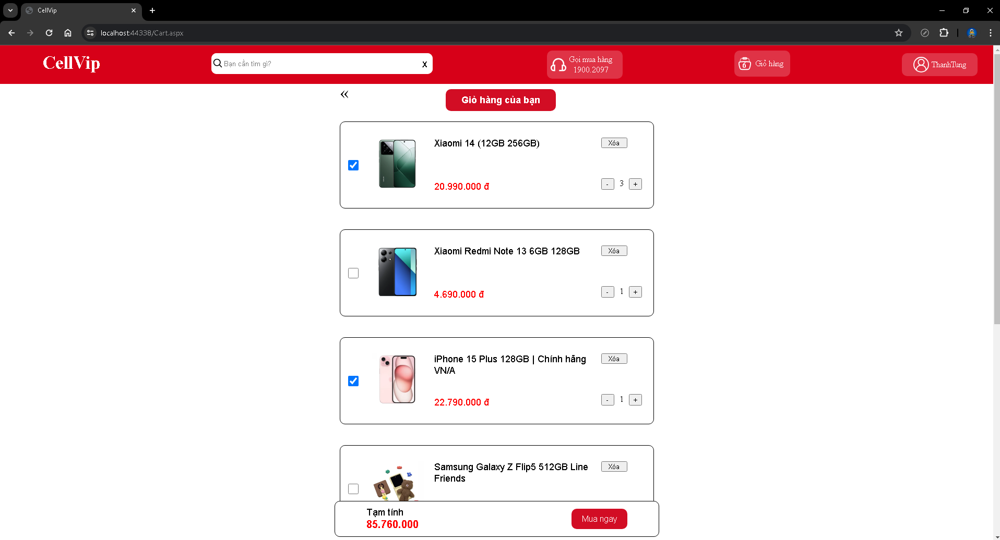 CellVip
localhost:44338/Cart.aspx
CellVip
Bạn cần tìm gì?
X
Gọi mua hàng
1900.2097
6
Giỏ hàng
ThanhTung
«
Giỏ hàng của bạn
Xiaomi 14 (12GB 256GB)
Xóa
20.990.000 đ
- 3 +
Xiaomi Redmi Note 13 6GB 128GB
Xóa
4.690.000 đ
- 1 +
iPhone 15 Plus 128GB | Chính hãng
VN/A
Xóa
22.790.000 đ
- 1 +
Samsung Galaxy Z Flip5 512GB Line
Friends
Xóa
Tạm tính
85.760.000
Mua ngay